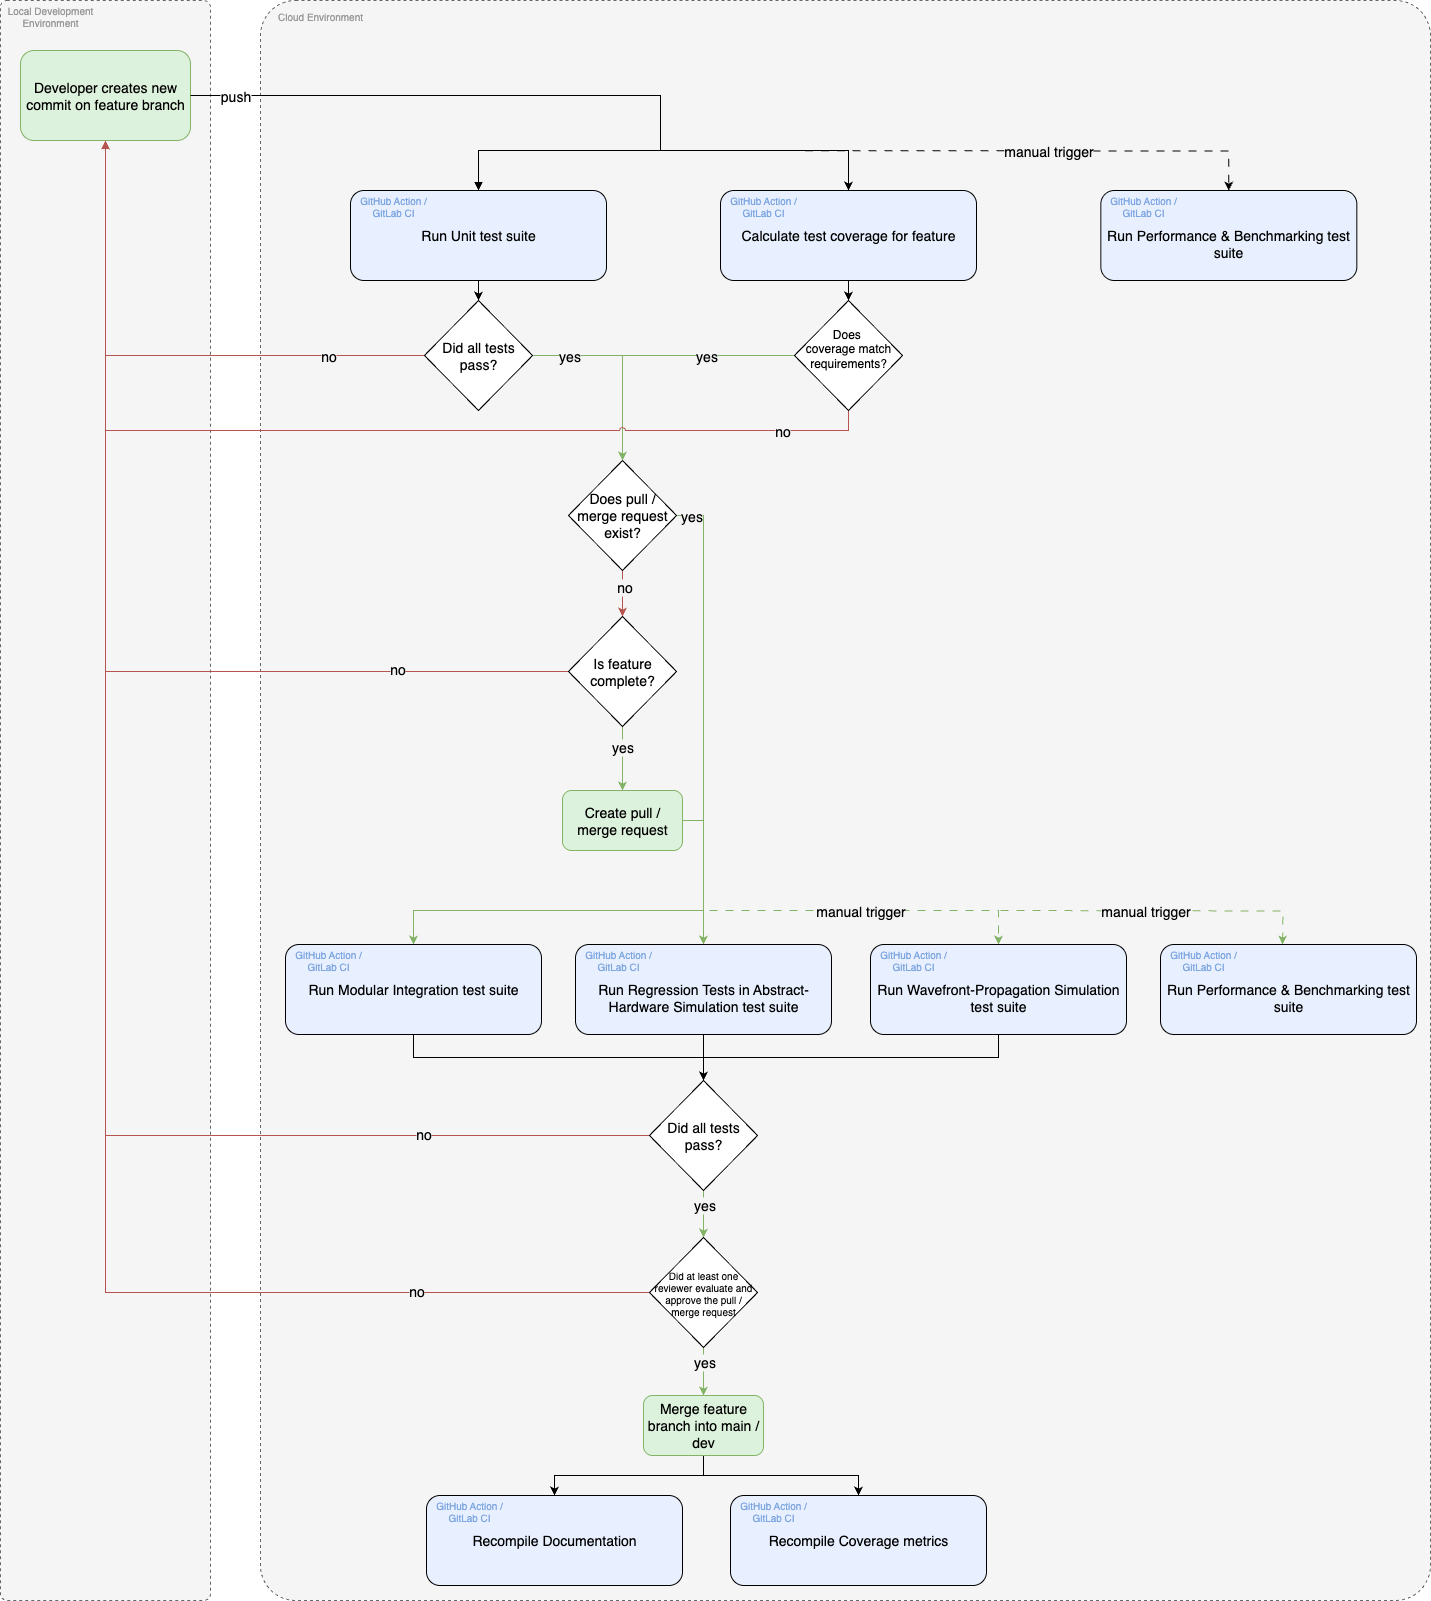 Local Development
Environment
Cloud Environment
Developer creates new
commit on feature branch
push
manual trigger
GitHub Action /
GitLab CI
Run Unit test suite
GitHub Action /
GitLab CI
Calculate test coverage for feature
GitHub Action /
GitLab CI
Run Performance & Benchmarking test
suite
Did all tests
pass?
no
yes
yes
Does
coverage match
requirements?
no
Does pull /
merge request
exist?
yes
no
Is feature
complete?
no
yes
Create pull /
merge request
manual trigger
manual trigger
GitHub Action /
GitLab CI
Run Modular Integration test suite
GitHub Action /
GitLab CI
Run Regression Tests in Abstract-
Hardware Simulation test suite
GitHub Action /
GitLab CI
Run Wavefront-Propagation Simulation
test suite
GitHub Action /
GitLab CI
Run Performance & Benchmarking test
suite
Did all tests
pass?
no
yes
Did at least one
reviewer evaluate and
approve the pull /
merge request
no
yes
Merge feature
branch into main /
dev
GitHub Action /
GitLab CI
Recompile Documentation
GitHub Action /
GitLab CI
Recompile Coverage metrics